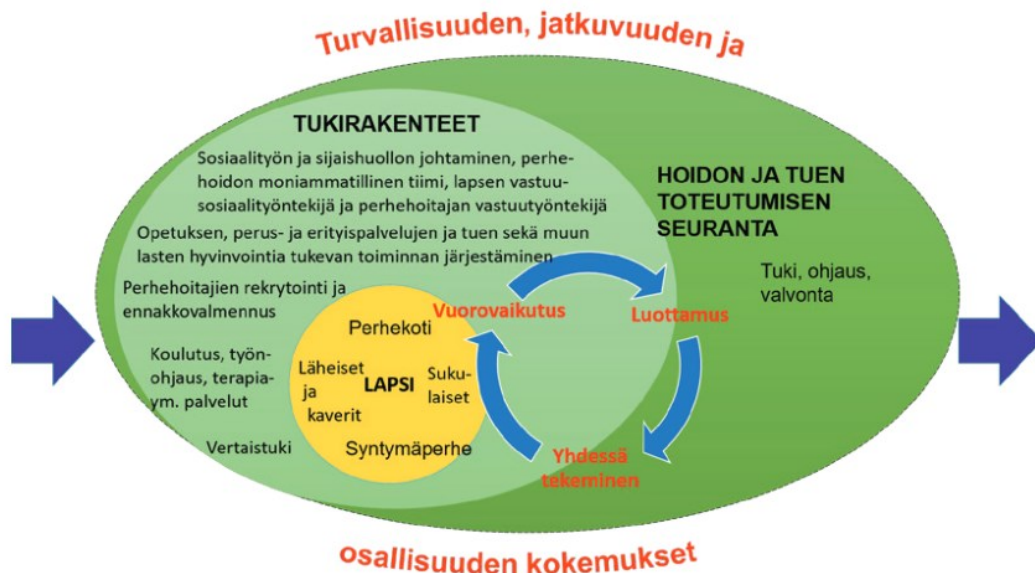 Turvallisuuden, jatkuvuuden ja
TUKIRAKENTEET
Sosiaalityön ja sijaishuollon johtaminen, perhe-
hoidon moniammatillinen tiimi, lapsen vastuu-
sosiaalityöntekijä ja perhehoitajan vastuutyöntekijä
Opetuksen, perus- ja erityispalvelujen ja tuen sekä muun
lasten hyvinvointia tukevan toiminnan järjestäminen
Perhehoitajien rekrytointi ja
ennakkovalmennus
Koulutus, työn-
ohjaus, terapia-
ym. palvelut
Vertaistuki
Perhekoti
Läheiset
ja
kaverit
LAPSI
Suku-
laiset
Syntymäperhe
Vuorovaikutus
Luottamus
Yhdessä
tekeminen
HOIDON JA TUEN
TOTEUTUMISEN
SEURANTA
Tuki, ohjaus,
valvonta
osallisuuden kokemukset